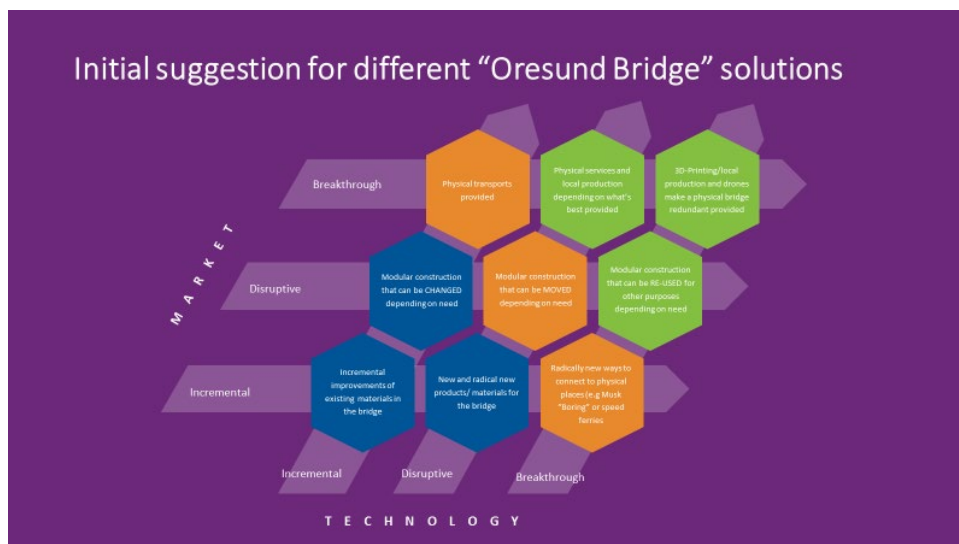 Initial suggestion for different “Oresund Bridge” solutions
Breakthrough
Physical transports
provided
Physical services and
local production
depending on what's
best provided
3D-Printing/local
production and drones
make a physical bridge
redundant provided
MARKET
Disruptive
Modular construction
that can be CHANGED
depending on need
Modular construction
that can be MOVED
depending on need
Modular construction
that can be RE-USED for
other purposes
depending on need
Incremental
Incremental
improvements of
existing materials in
the bridge
New and radical new
products/ materials for
the bridge
Radically new ways to
connect to physical
places (e.g Musk
"Boring" or speed
ferries
Incremental
Disruptive
Breakthrough
TECHNOLOGY